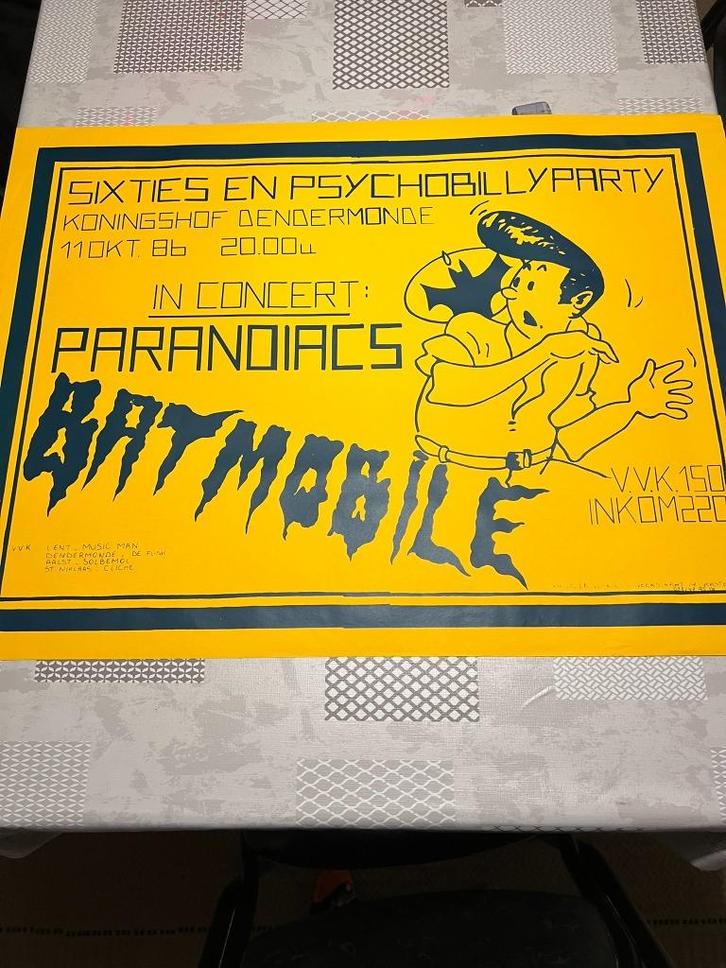 SIXTIES EN PSYCHOBILLYPARTY
KONINGSHOF DENDERMONDE
11 OKT. 86 20.00u
IN CONCERT:
PARANOIACS
BATMOBILE
V.V.K. 150
INKOM 220
V.V.K. LENT - MUSIC MAN
DENDERMONDE - DE
AALST - SOLBEMOL
ST. NIKLAAS - CLICHE